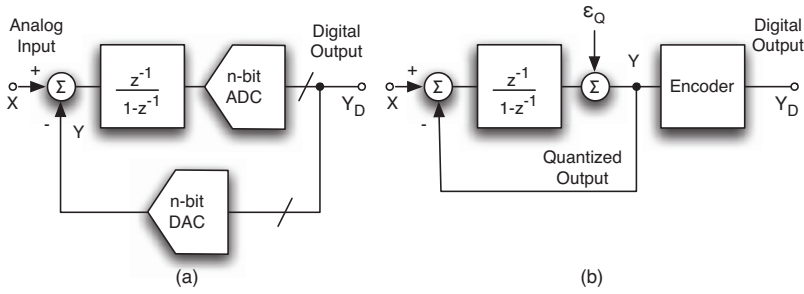 Analog
Input
+
Σ
X
-
Y
z⁻¹
1-z⁻¹
n-bit
ADC
Digital
Output
Y_D
n-bit
DAC
(a)
+
Σ
X
-
z⁻¹
1-z⁻¹
ε_Q
Σ
Y
Quantized
Output
Encoder
Digital
Output
Y_D
(b)